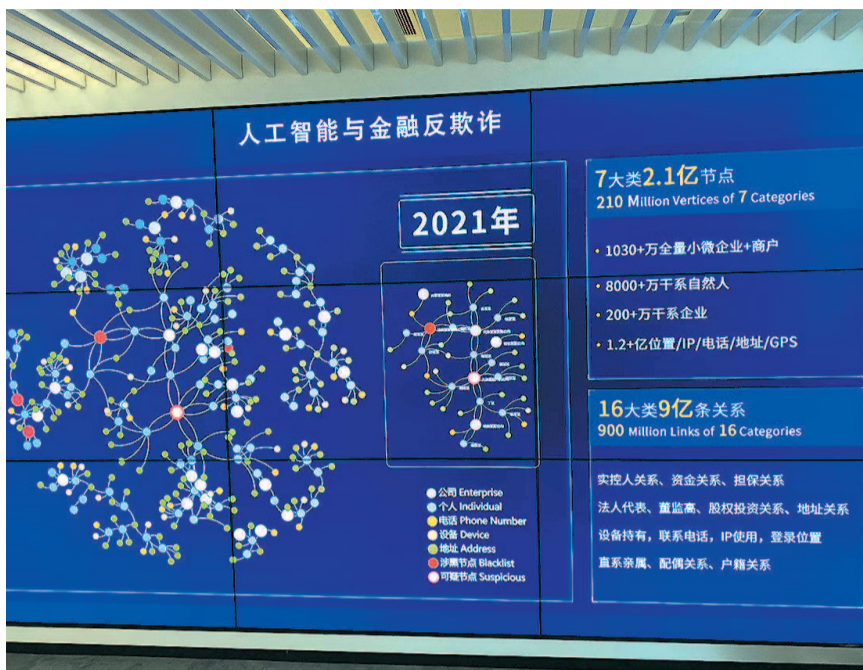 人工智能与金融反欺诈
2021年
公司 Enterprise
个人 Individual
电话 Phone Number
设备 Device
地址 Address
涉黑节点 Blacklist
可疑节点 Suspicious
7大类2.1亿节点
210 Million Vertices of 7 Categories
• 1030+万全量小微企业+商户
• 8000+万干系自然人
• 200+万干系企业
• 1.2+亿位置/IP/电话/地址/GPS
16大类9亿条关系
900 Million Links of 16 Categories
实控人关系、资金关系、担保关系
法人代表、董监高、股权投资关系、地址关系
设备持有，联系电话，IP使用，登录位置
直系亲属、配偶关系、户籍关系